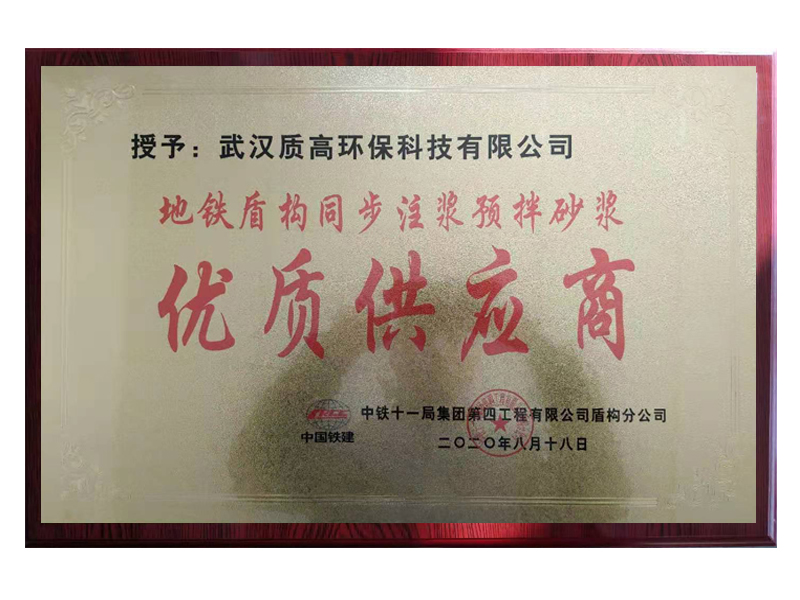 授予：武汉质高环保科技有限公司
地铁盾构同步注浆预拌砂浆
优质供应商
中国铁建
中铁十一局集团第四工程有限公司盾构分公司
二〇二〇年八月十八日